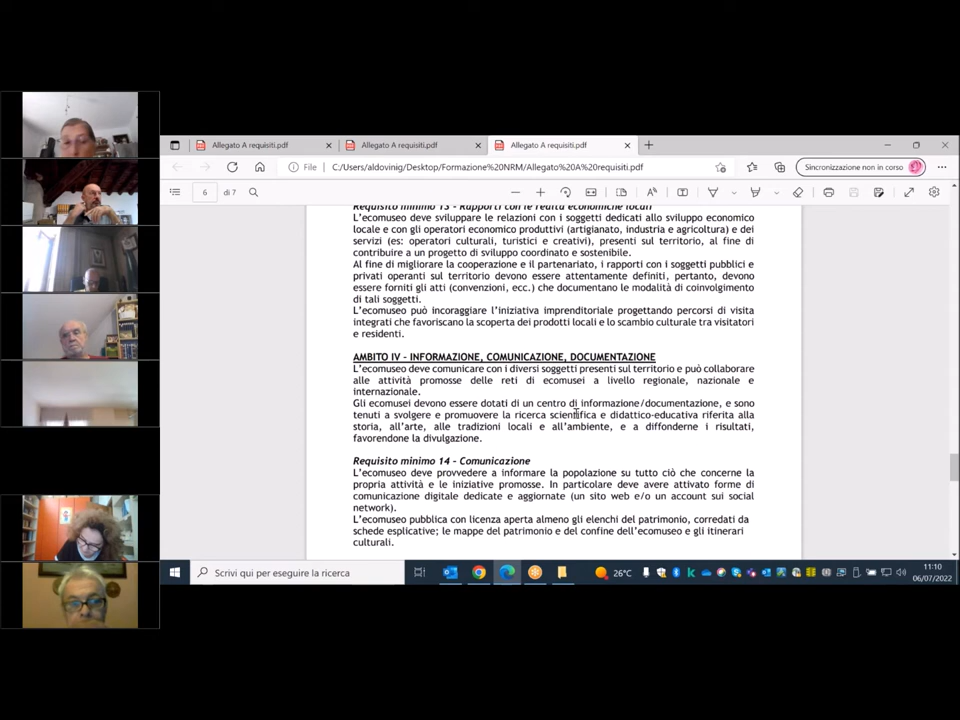 Allegato A requisiti.pdf
Allegato A requisiti.pdf
Allegato A requisiti.pdf
File
C:/Users/aldovinig/Desktop/Formazione%20NRM/Allegato%20A%20requisiti.pdf
Sincronizzazione non in corso
6
di 7
Requisito minimo 13 - Rapporti con le realtà economiche locali
L’ecomuseo deve sviluppare le relazioni con i soggetti dedicati allo sviluppo economico
locale e con gli operatori economico produttivi (artigianato, industria e agricoltura) e dei
servizi (es: operatori culturali, turistici e creativi), presenti sul territorio, al fine di
contribuire a un progetto di sviluppo coordinato e sostenibile.
Al fine di migliorare la cooperazione e il partenariato, i rapporti con i soggetti pubblici e
privati operanti sul territorio devono essere attentamente definiti, pertanto, devono
essere forniti gli atti (convenzioni, ecc.) che documentano le modalità di coinvolgimento
di tali soggetti.
L’ecomuseo può incoraggiare l’iniziativa imprenditoriale progettando percorsi di visita
integrati che favoriscano la scoperta dei prodotti locali e lo scambio culturale tra visitatori
e residenti.
AMBITO IV – INFORMAZIONE, COMUNICAZIONE, DOCUMENTAZIONE
L’ecomuseo deve comunicare con i diversi soggetti presenti sul territorio e può collaborare
alle attività promosse delle reti di ecomusei a livello regionale, nazionale e
internazionale.
Gli ecomusei devono essere dotati di un centro di informazione/documentazione, e sono
tenuti a svolgere e promuovere la ricerca scientifica e didattico-educativa riferita alla
storia, all’arte, alle tradizioni locali e all’ambiente, e a diffonderne i risultati,
favorendone la divulgazione.
Requisito minimo 14 – Comunicazione
L’ecomuseo deve provvedere a informare la popolazione su tutto ciò che concerne la
propria attività e le iniziative promosse. In particolare deve avere attivato forme di
comunicazione digitale dedicate e aggiornate (un sito web e/o un account sui social
network).
L’ecomuseo pubblica con licenza aperta almeno gli elenchi del patrimonio, corredati da
schede esplicative; le mappe del patrimonio e del confine dell’ecomuseo e gli itinerari
culturali.
Scrivi qui per eseguire la ricerca
26°C
11:10
06/07/2022